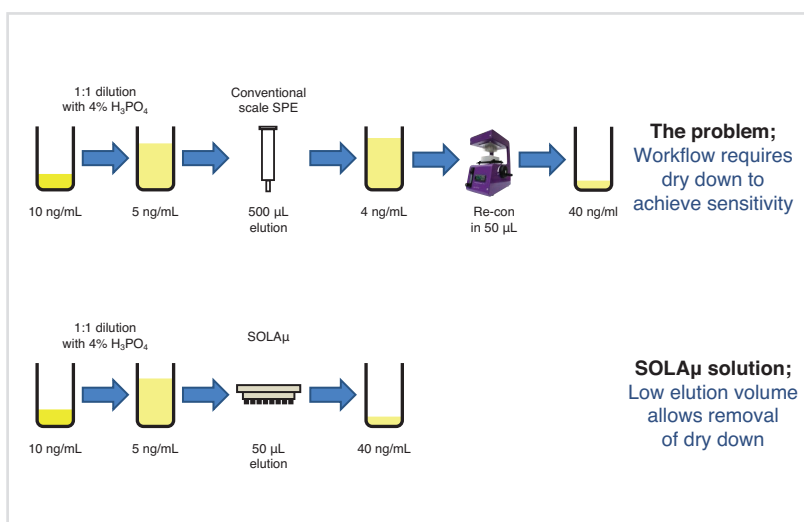 1:1 dilution
with 4% H₃PO₄
Conventional
scale SPE
10 ng/mL
5 ng/mL
500 µL
elution
4 ng/mL
Re-con
in 50 µL
40 ng/ml
The problem;
Workflow requires
dry down to
achieve sensitivity
1:1 dilution
with 4% H₃PO₄
SOLAµ
10 ng/mL
5 ng/mL
50 µL
elution
40 ng/mL
SOLAµ solution;
Low elution volume
allows removal
of dry down